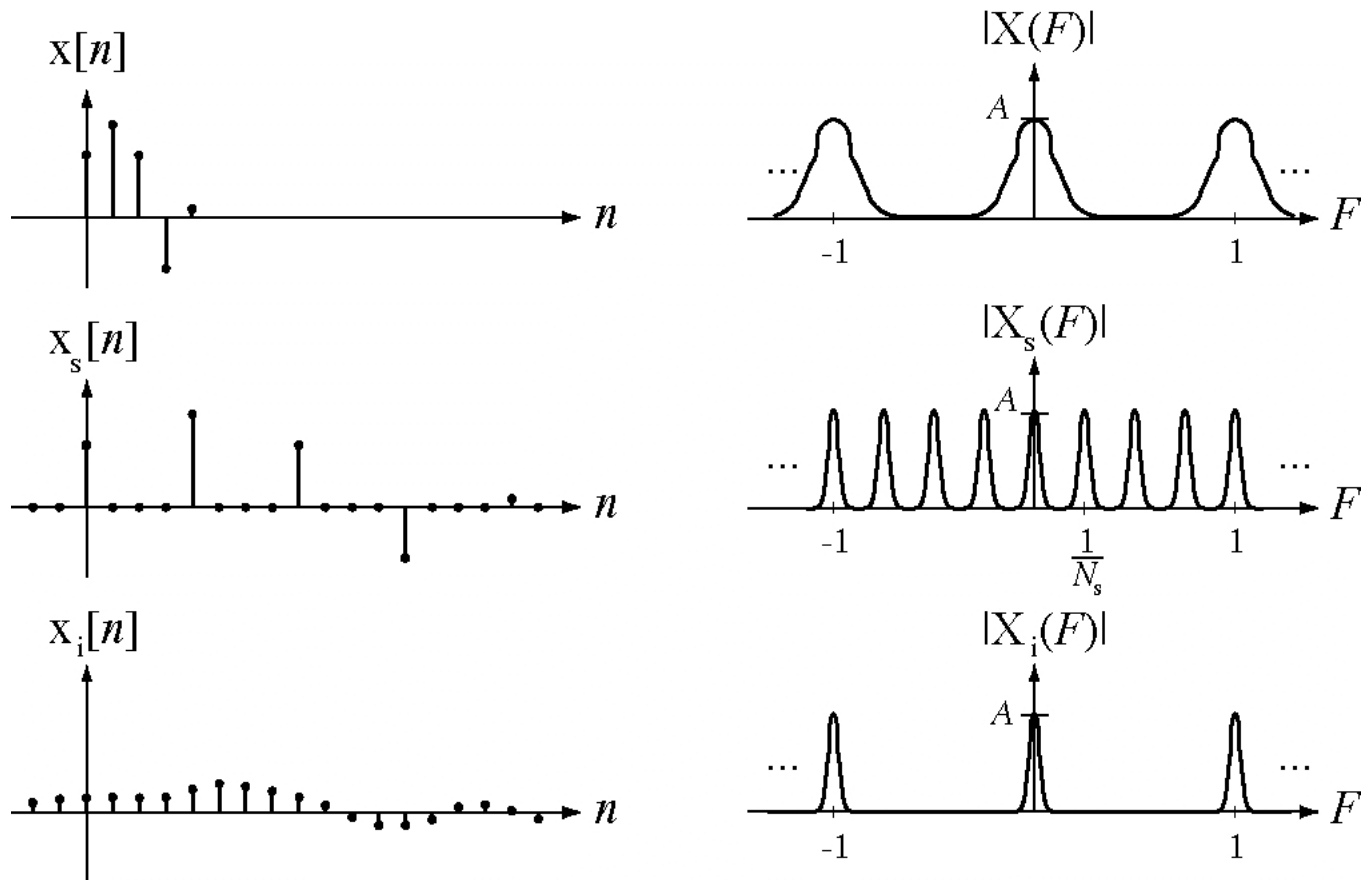 x[n]
n
|X(F)|
A
... ...
-1 1 F
x_s[n]
n
|X_s(F)|
A
... ...
-1 1/N_s 1 F
x_i[n]
n
|X_i(F)|
A
... ...
-1 1 F